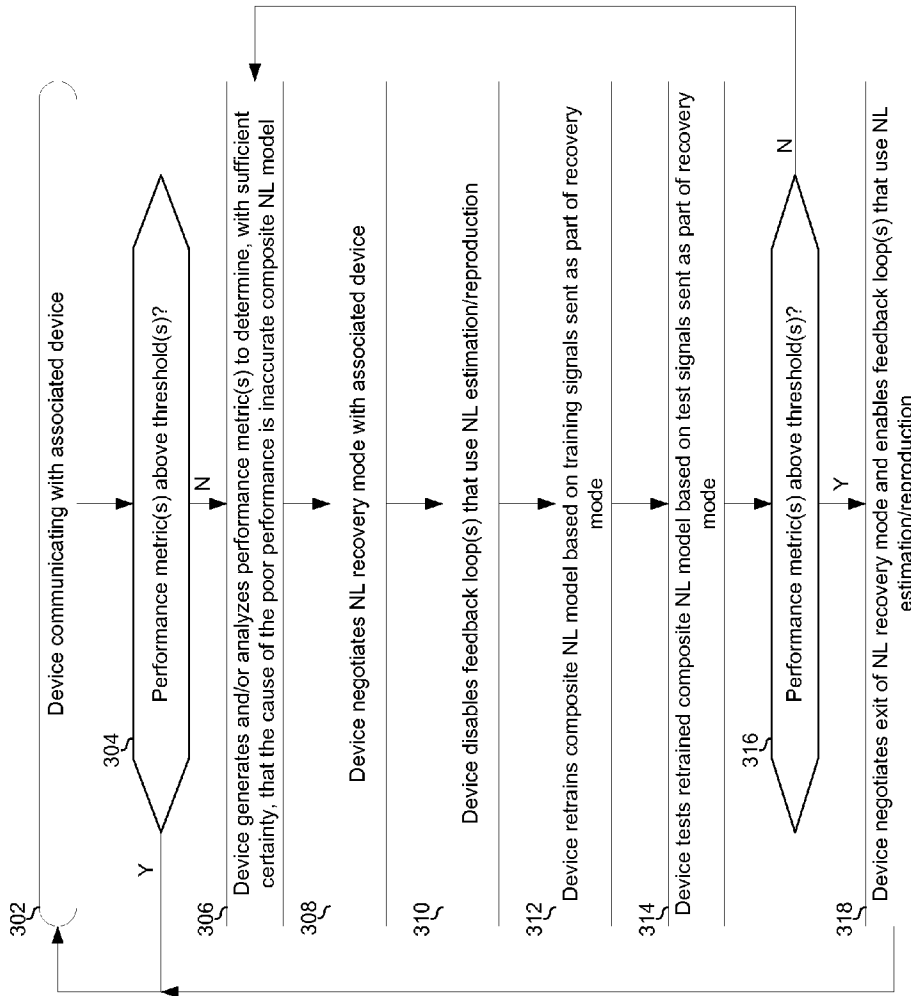 302
Device communicating with associated device
304
Performance metric(s) above threshold(s)?
Y
N
306
Device generates and/or analyzes performance metric(s) to determine, with sufficient
certainty, that the cause of the poor performance is inaccurate composite NL model
308
Device negotiates NL recovery mode with associated device
310
Device disables feedback loop(s) that use NL estimation/reproduction
312
Device retrains composite NL model based on training signals sent as part of recovery
mode
314
Device tests retrained composite NL model based on test signals sent as part of recovery
mode
316
Performance metric(s) above threshold(s)?
N
Y
318
Device negotiates exit of NL recovery mode and enables feedback loop(s) that use NL
estimation/reproduction